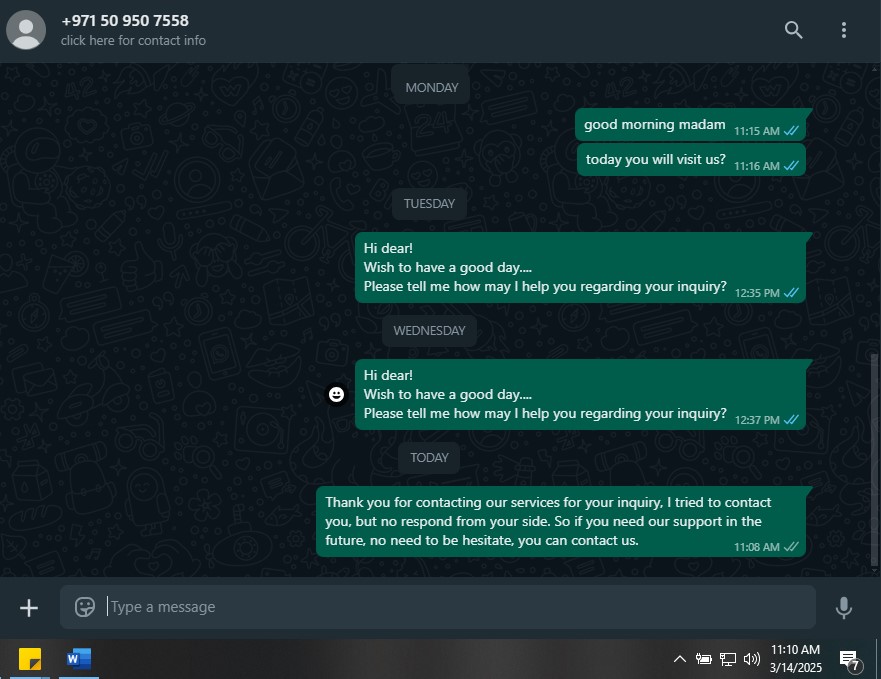 +971 50 950 7558
click here for contact info
MONDAY
good morning madam 11:15 AM
today you will visit us? 11:16 AM
TUESDAY
Hi dear!
Wish to have a good day....
Please tell me how may I help you regarding your inquiry? 12:35 PM
WEDNESDAY
Hi dear!
Wish to have a good day....
Please tell me how may I help you regarding your inquiry? 12:37 PM
TODAY
Thank you for contacting our services for your inquiry, I tried to contact
you, but no respond from your side. So if you need our support in the
future, no need to be hesitate, you can contact us. 11:08 AM
Type a message
W
11:10 AM
3/14/2025
7